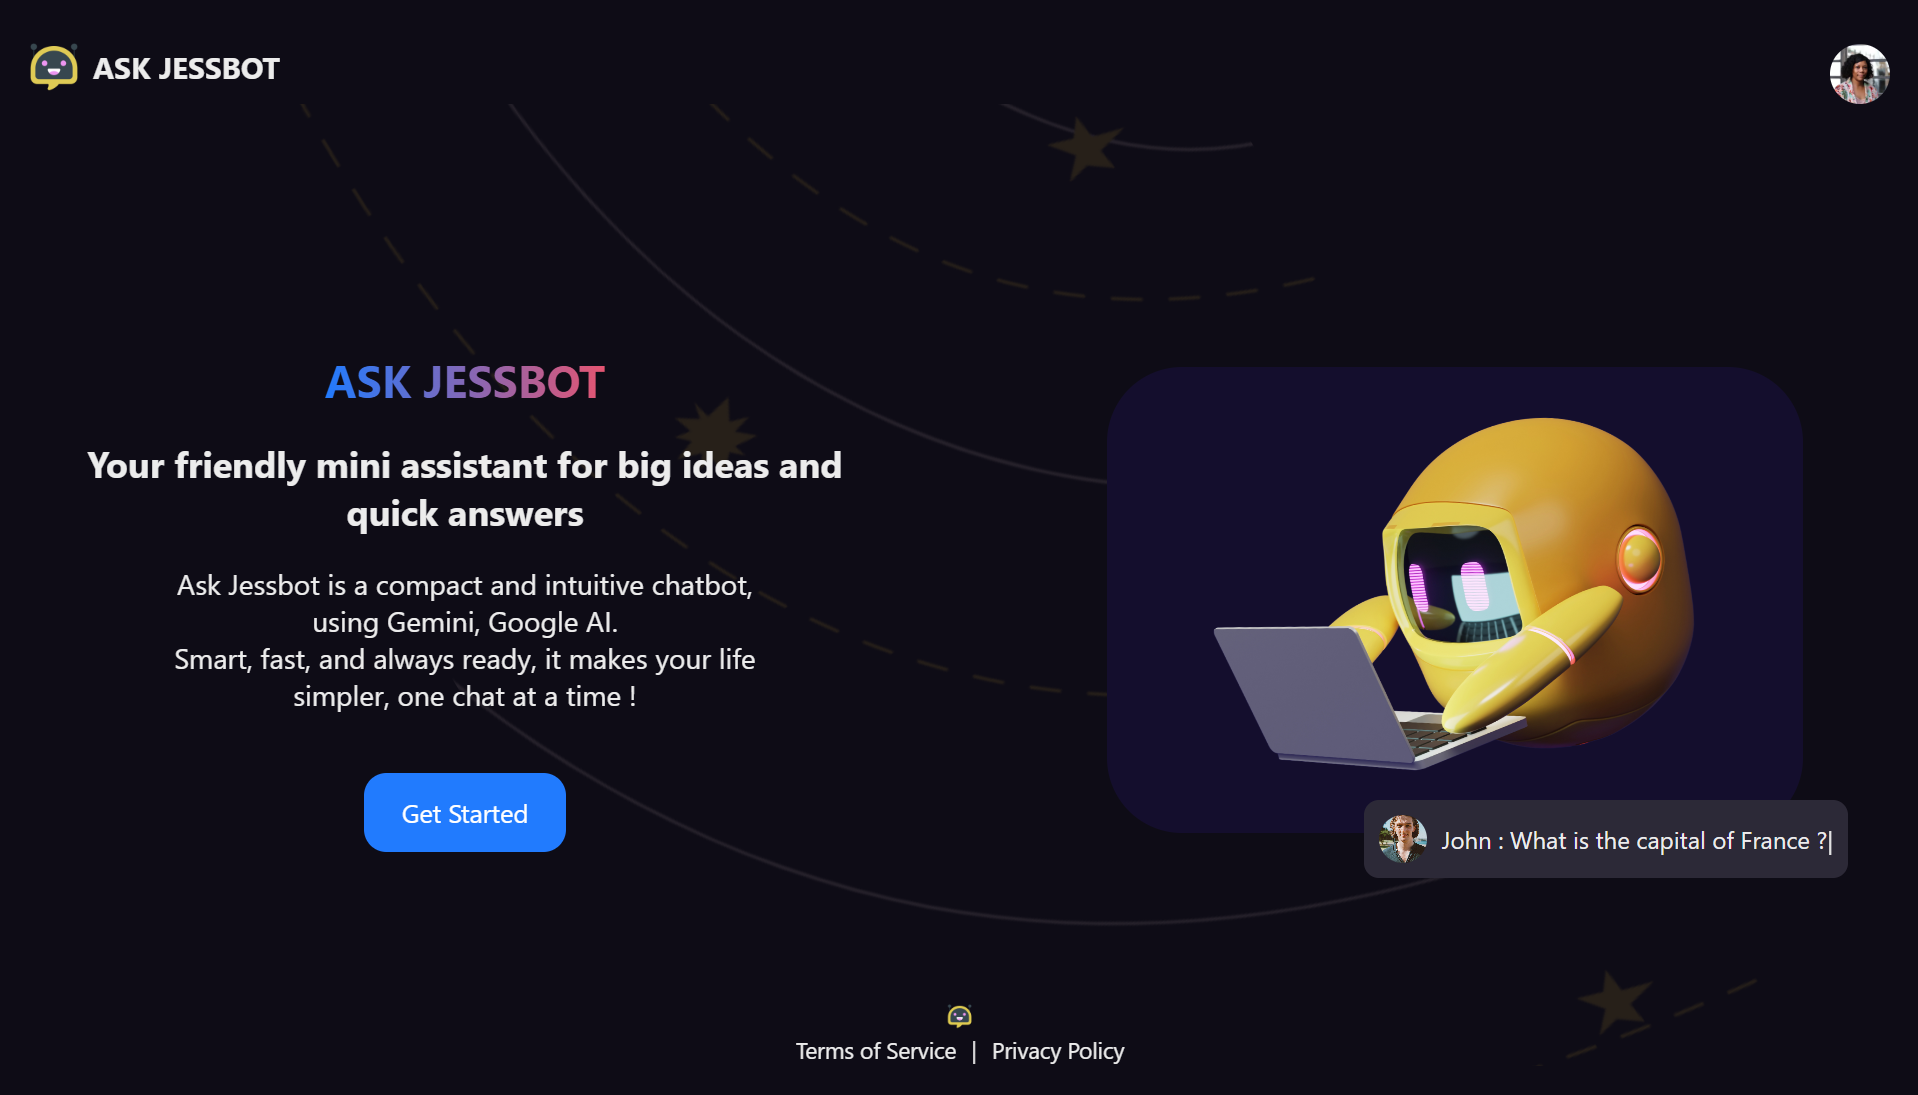 ASK JESSBOT
ASK JESSBOT
Your friendly mini assistant for big ideas and
quick answers
Ask Jessbot is a compact and intuitive chatbot,
using Gemini, Google AI.
Smart, fast, and always ready, it makes your life
simpler, one chat at a time !
Get Started
John : What is the capital of France ?|
Terms of Service | Privacy Policy